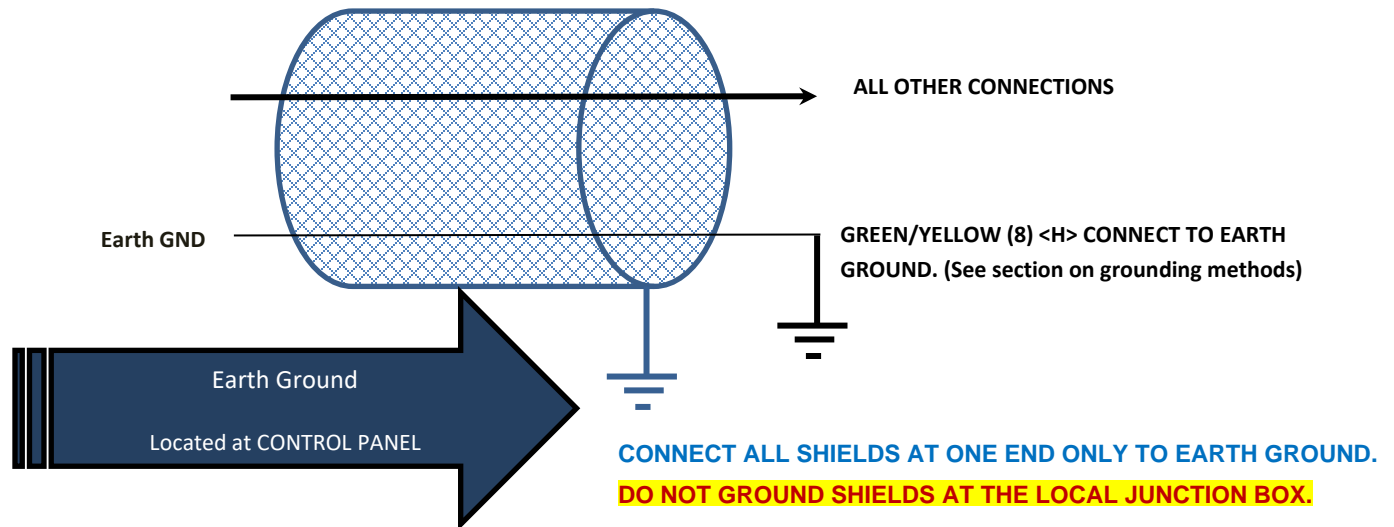 ALL OTHER CONNECTIONS
Earth GND
GREEN/YELLOW (8) <H> CONNECT TO EARTH
GROUND. (See section on grounding methods)
Earth Ground
Located at CONTROL PANEL
CONNECT ALL SHIELDS AT ONE END ONLY TO EARTH GROUND.
DO NOT GROUND SHIELDS AT THE LOCAL JUNCTION BOX.